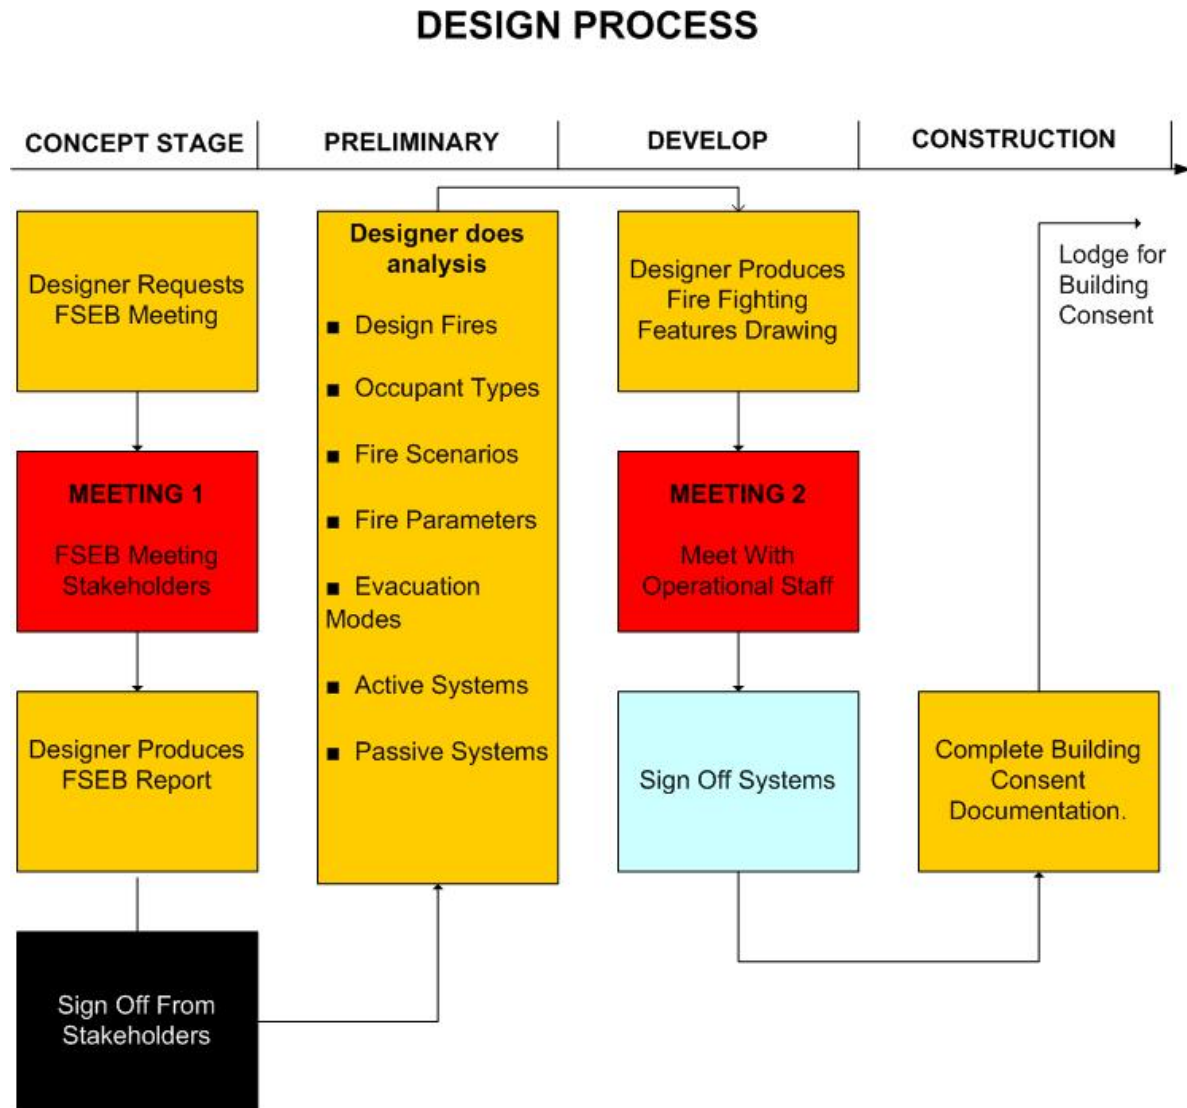 DESIGN PROCESS
CONCEPT STAGE
PRELIMINARY
DEVELOP
CONSTRUCTION
Designer Requests
FSEB Meeting
MEETING 1
FSEB Meeting
Stakeholders
Designer Produces
FSEB Report
Sign Off From
Stakeholders
Designer does
analysis
■ Design Fires
■ Occupant Types
■ Fire Scenarios
■ Fire Parameters
■ Evacuation
Modes
■ Active Systems
■ Passive Systems
Designer Produces
Fire Fighting
Features Drawing
MEETING 2
Meet With
Operational Staff
Sign Off Systems
Complete Building
Consent
Documentation.
Lodge for
Building
Consent